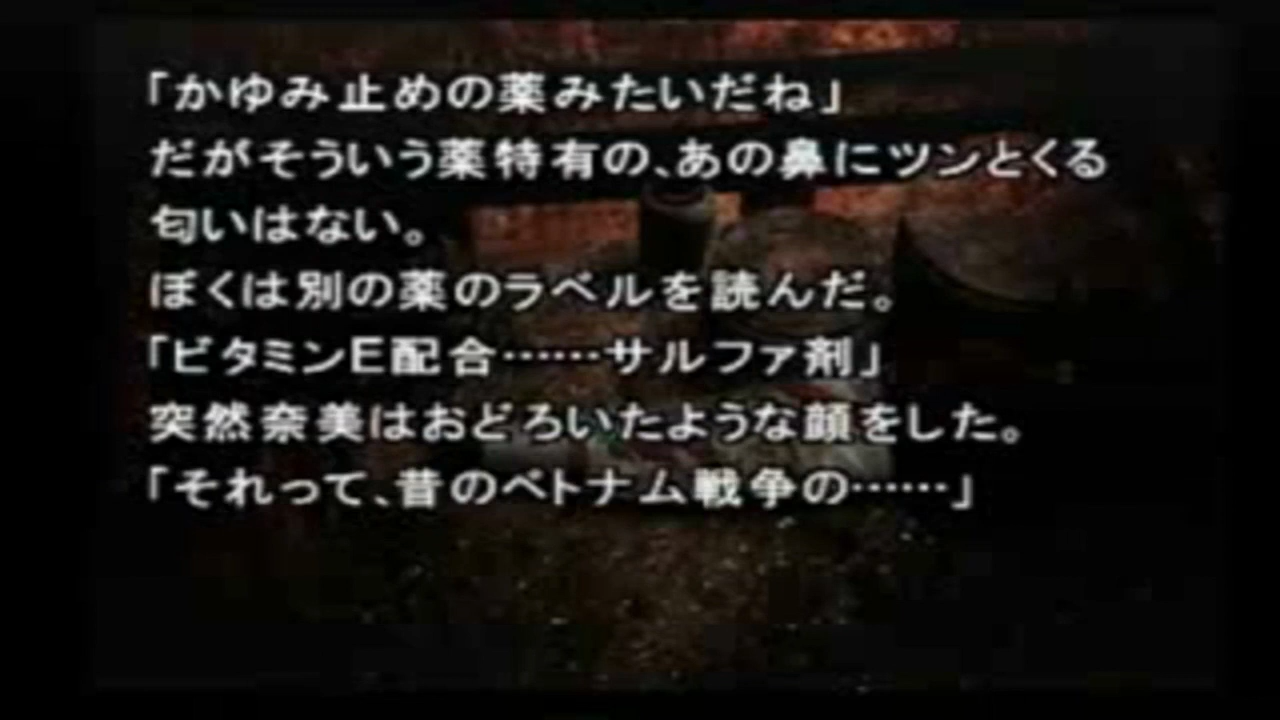 「かゆみ止めの薬みたいだね」
だがそういう薬特有の、あの鼻にツンとくる
匂いはない。
ぼくは別の薬のラベルを読んだ。
「ビタミンE配合……サルファ剤」
突然奈美はおどろいたような顔をした。
「それって、昔のベトナム戦争の……」